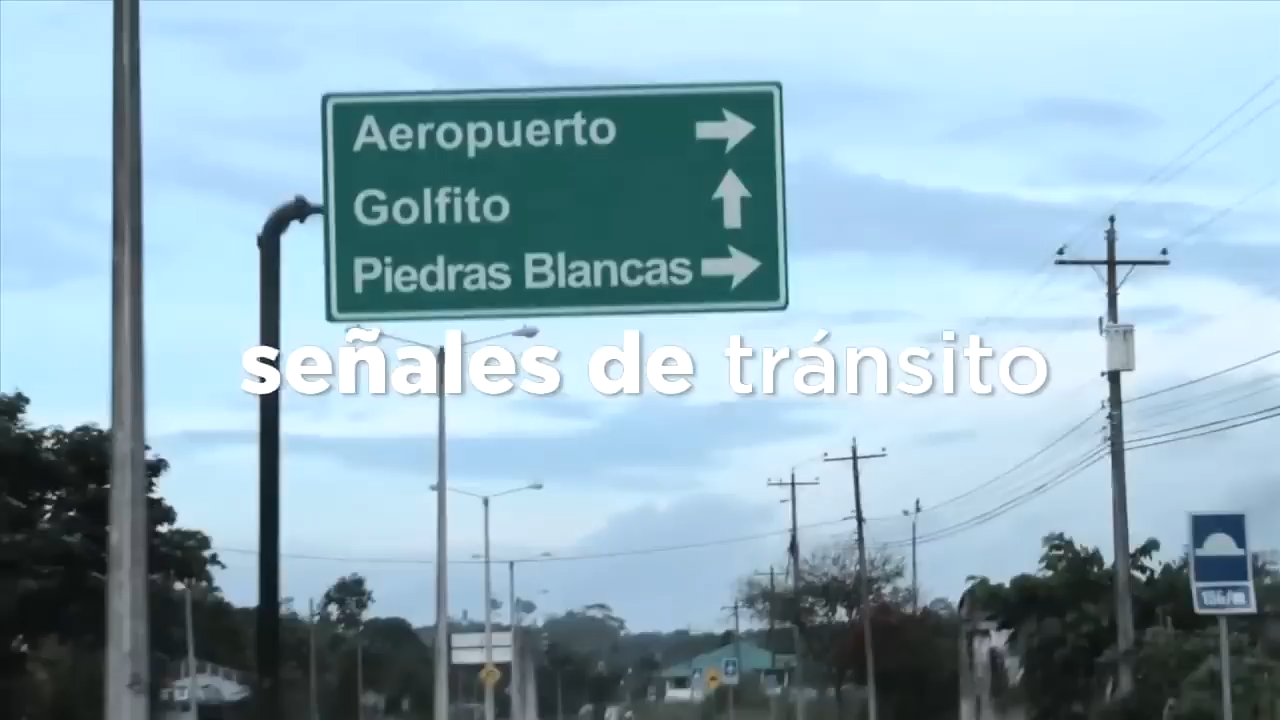 Aeropuerto
Golfito
Piedras Blancas
señales de tránsito